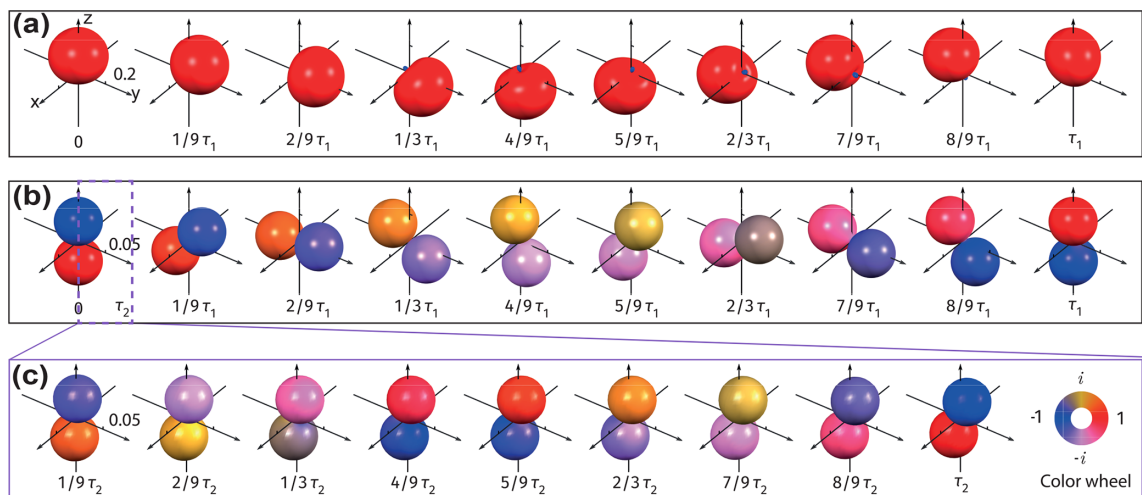 (a)
z
0.2
x y
0 1/9 τ₁ 2/9 τ₁ 1/3 τ₁ 4/9 τ₁ 5/9 τ₁ 2/3 τ₁ 7/9 τ₁ 8/9 τ₁ τ₁
(b)
0.05
0 τ₂ 1/9 τ₁ 2/9 τ₁ 1/3 τ₁ 4/9 τ₁ 5/9 τ₁ 2/3 τ₁ 7/9 τ₁ 8/9 τ₁ τ₁
(c)
i
0.05 -1 1
-i
1/9 τ₂ 2/9 τ₂ 1/3 τ₂ 4/9 τ₂ 5/9 τ₂ 2/3 τ₂ 7/9 τ₂ 8/9 τ₂ τ₂ Color wheel